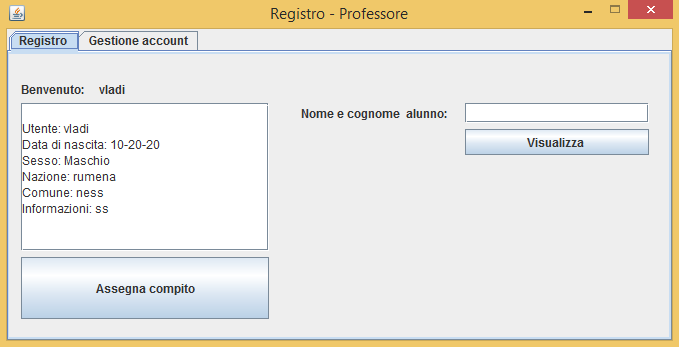 Registro - Professore
Registro
Gestione account
Benvenuto: vladi
Utente: vladi
Data di nascita: 10-20-20
Sesso: Maschio
Nazione: rumena
Comune: ness
Informazioni: ss
Assegna compito
Nome e cognome alunno:
Visualizza